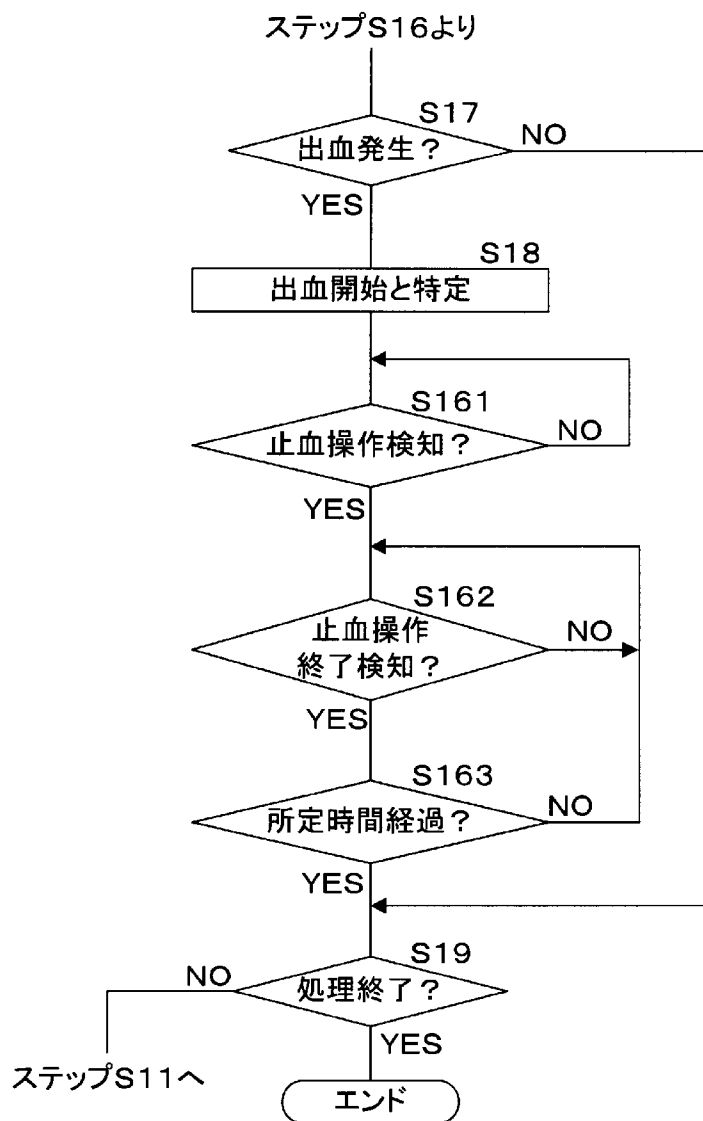 ステップS16より
S17
出血発生？
NO
YES
S18
出血開始と特定
S161
止血操作検知？
NO
YES
S162
止血操作
終了検知？
NO
YES
S163
所定時間経過？
NO
YES
S19
NO
処理終了？
YES
ステップS11へ
エンド